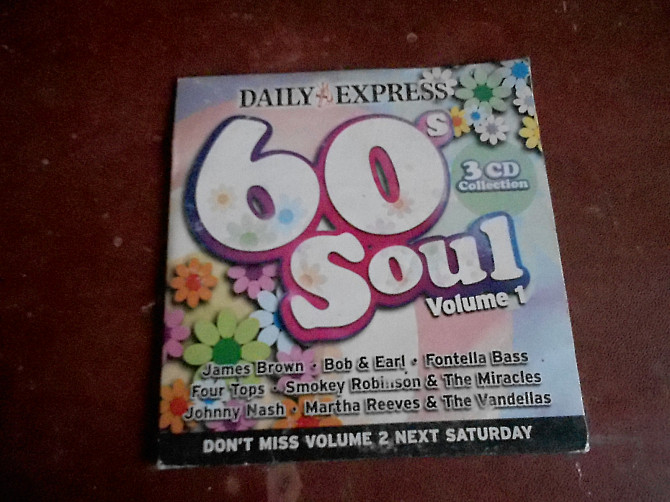 DAILY EXPRESS
60s
3 CD
Collection
Soul
Volume 1
James Brown • Bob & Earl • Fontella Bass
Four Tops • Smokey Robinson & The Miracles
Johnny Nash • Martha Reeves & The Vandellas
DON'T MISS VOLUME 2 NEXT SATURDAY